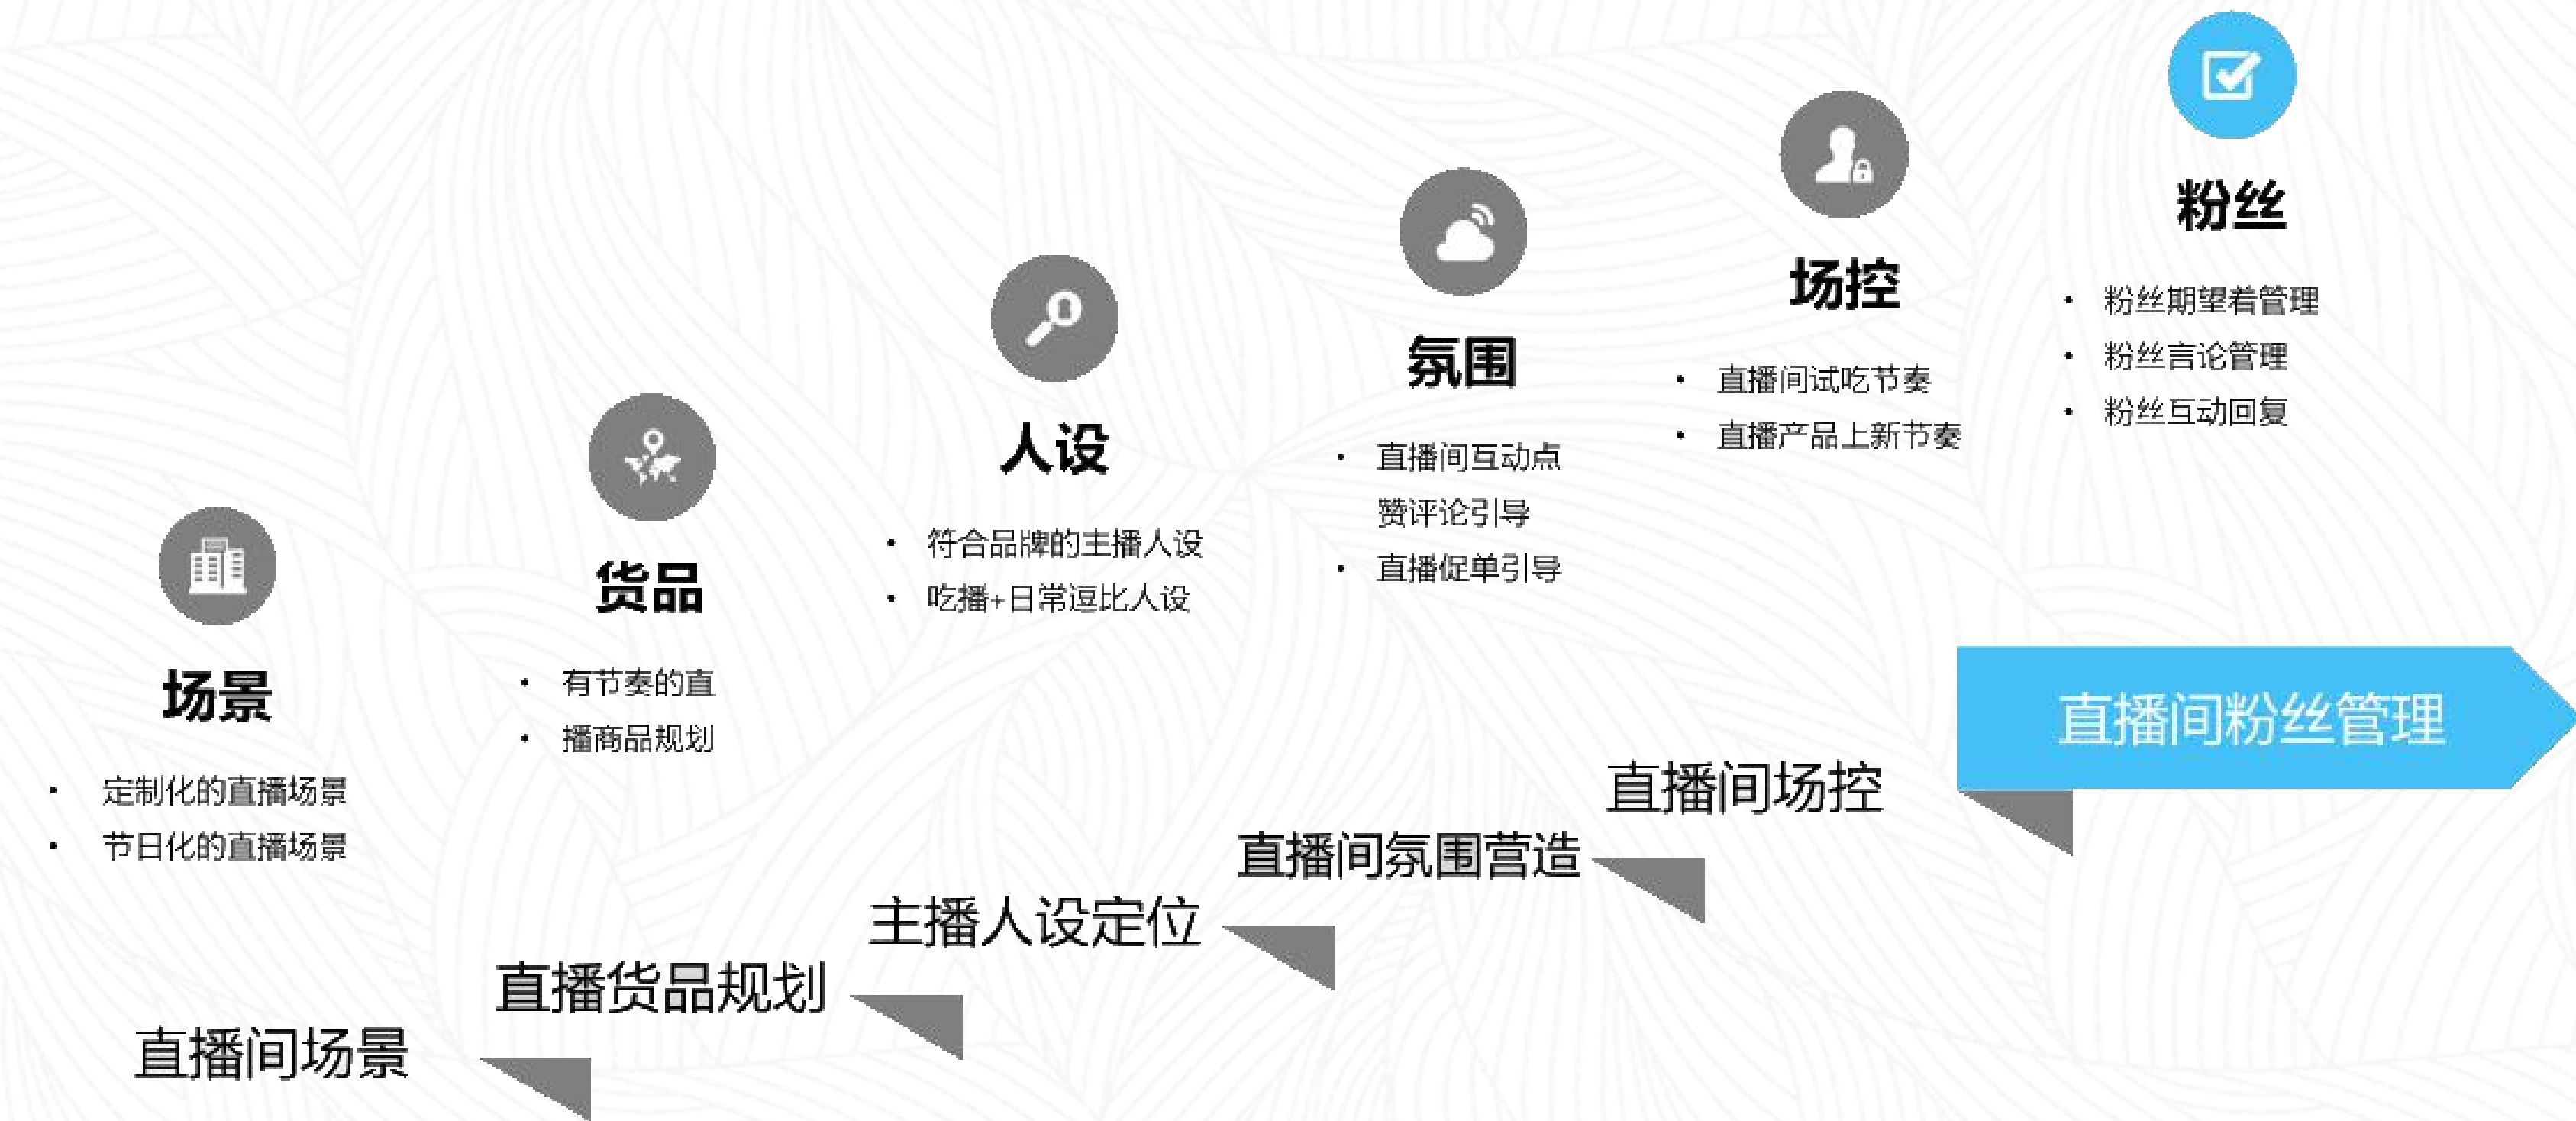 场景
• 定制化的直播场景
• 节日化的直播场景
直播间场景
货品
• 有节奏的直
• 播商品规划
直播货品规划
人设
• 符合品牌的主播人设
• 吃播+日常逗比人设
主播人设定位
氛围
• 直播间互动点
赞评论引导
• 直播促单引导
直播间氛围营造
场控
• 直播间试吃节奏
• 直播产品上新节奏
直播间场控
粉丝
• 粉丝期望着管理
• 粉丝言论管理
• 粉丝互动回复
直播间粉丝管理